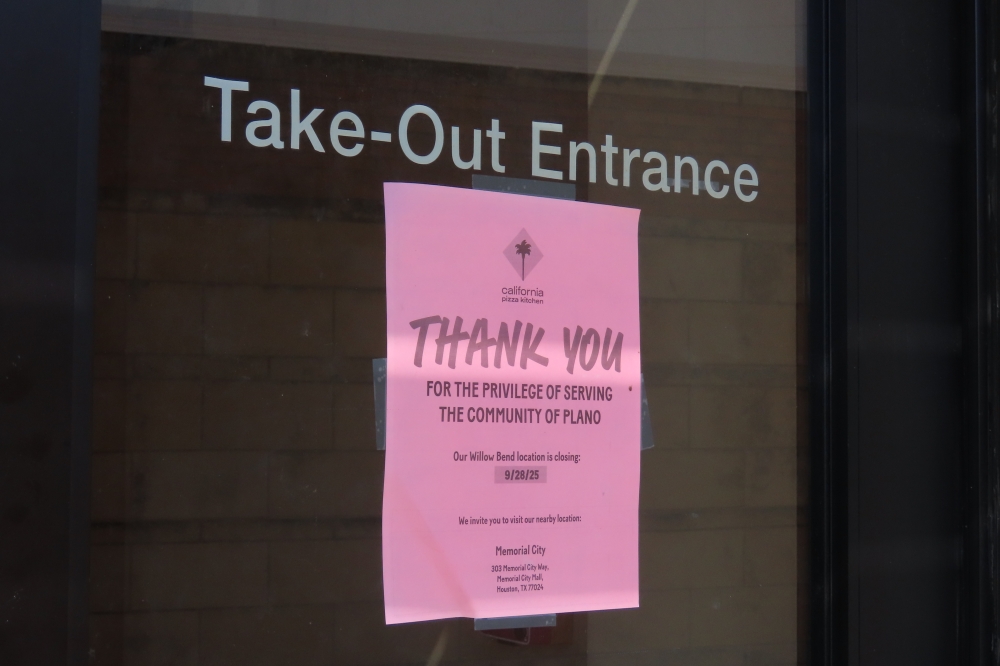 Take-Out Entrance
california
pizza kitchen
THANK YOU
FOR THE PRIVILEGE OF SERVING
THE COMMUNITY OF PLANO
Our Willow Bend location is closing:
9/28/25
We invite you to visit our nearby location:
Memorial City
303 Memorial City Way,
Memorial City Mall,
Houston, TX 77024